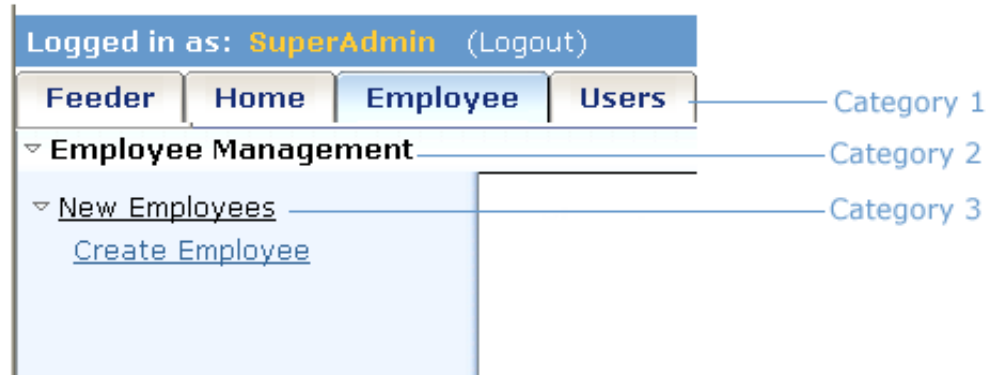 Logged in as: SuperAdmin (Logout)
Feeder Home Employee Users Category 1
Employee Management Category 2
New Employees Category 3
Create Employee